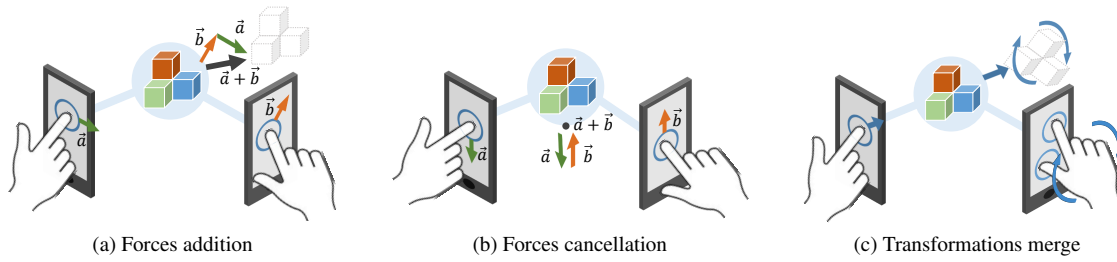 b⃗
a⃗
a⃗ + b⃗
a⃗
b⃗
a⃗
a⃗ + b⃗
a⃗
b⃗
b⃗
(a) Forces addition
(b) Forces cancellation
(c) Transformations merge